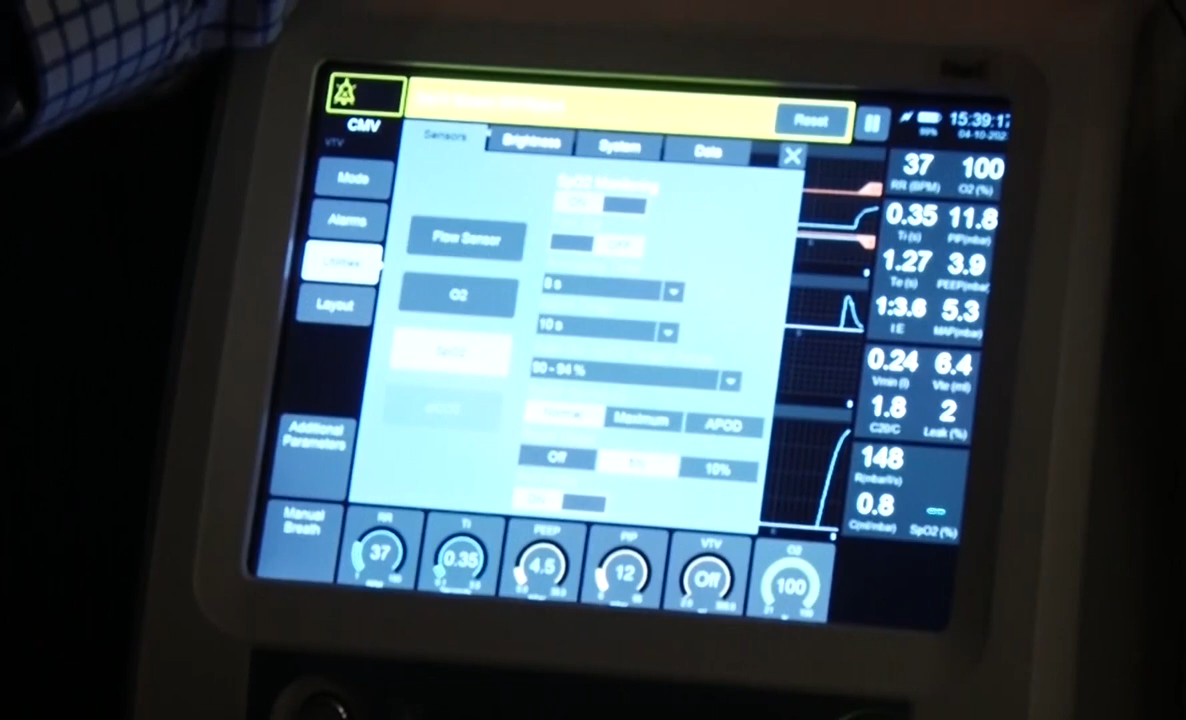 Reset
15:39:1
CMV
VTV
Sensors
Brightness
System
Data
Mode
Alarms
Layout
Additional
Parameters
Manual
Breath
SpO2 Monitoring
ON
OFF
Flow Sensor
O2
SpO2
8 s
10 s
90 - 94 %
Normal
Maximum
APOD
Off
10%
ON
37
RR (BPM)
100
O2 (%)
0.35
Ti (s)
11.8
PIP(mbar)
1.27
Te (s)
3.9
PEEP(mbar)
1:3.6
I:E
5.3
MAP(mbar)
0.24
Vmin (l)
6.4
Vte (ml)
1.8
C20/C
2
Leak (%)
148
R(mbar/l/s)
0.8
C(ml/mbar)
--
SpO2 (%)
RR
37
Ti
0.35
PEEP
4.5
PIP
12
VTV
Off
O2
100